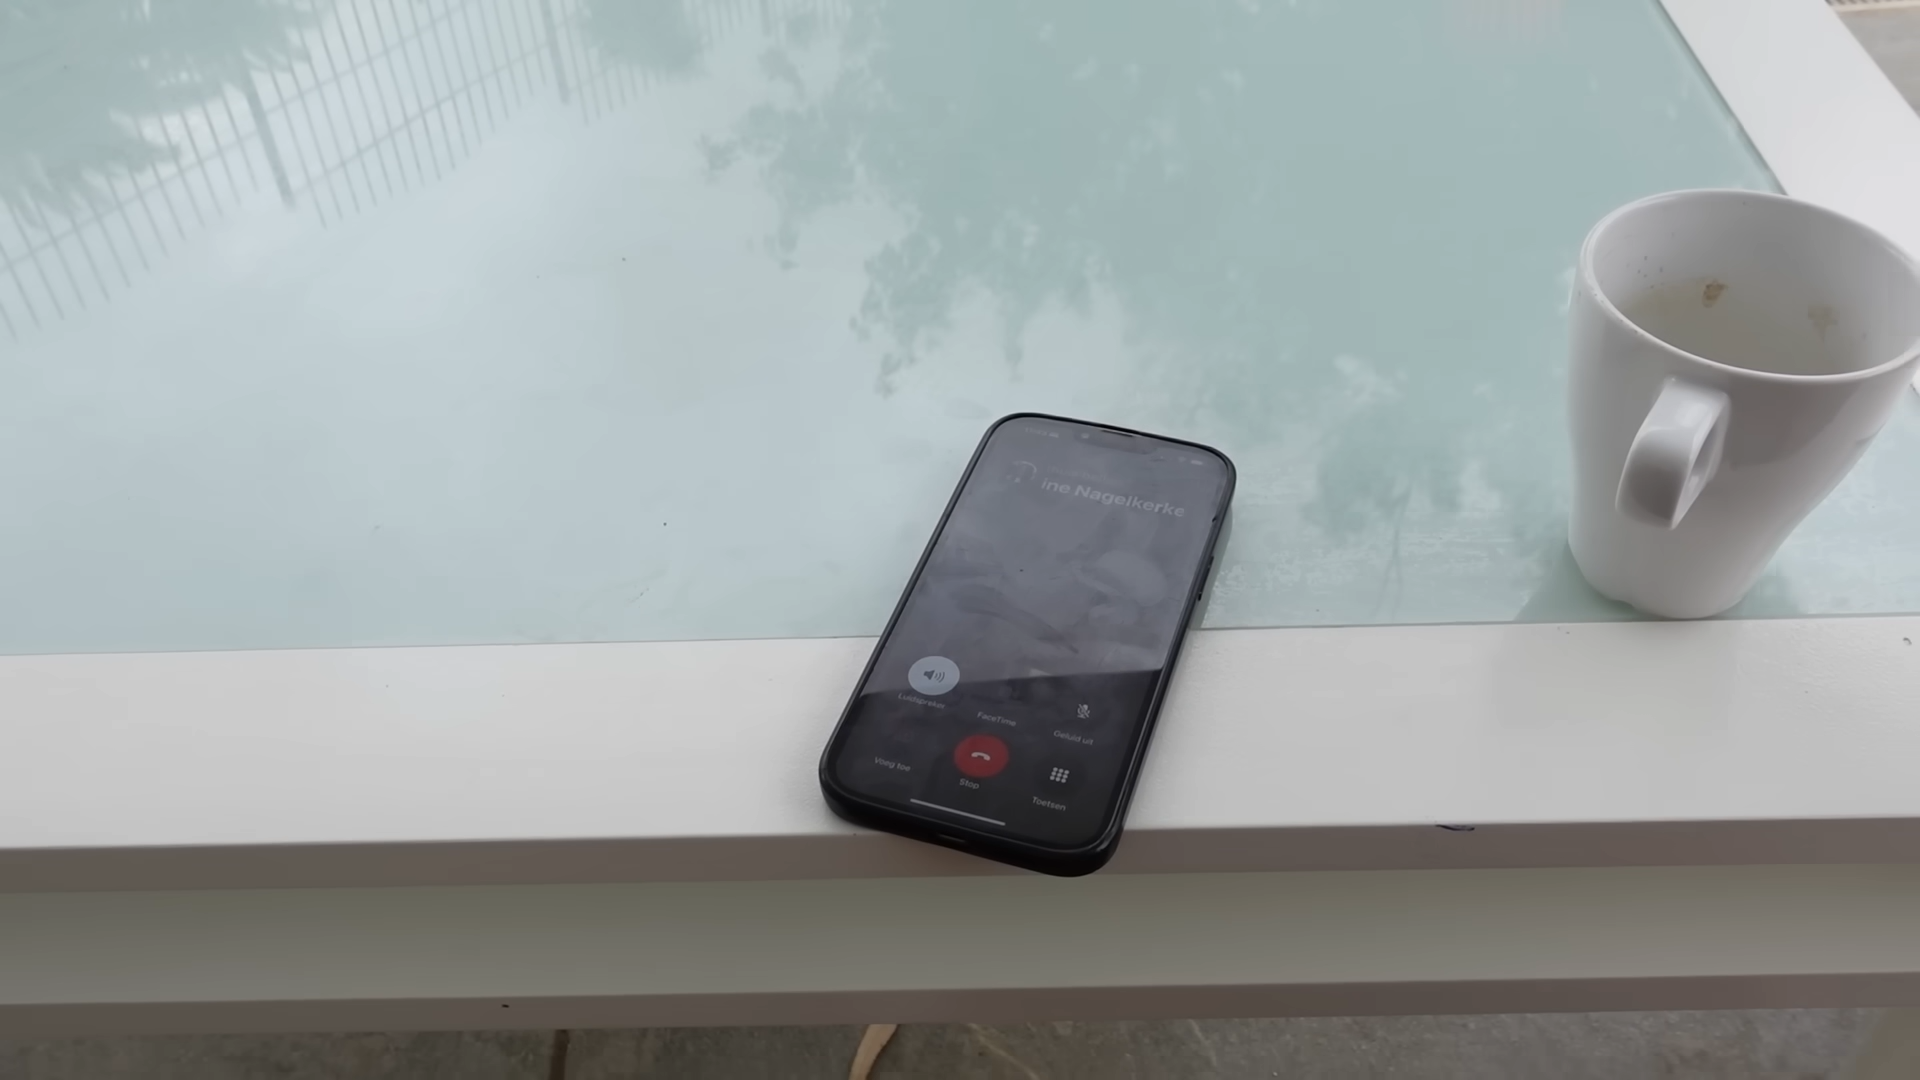 ine Nagelkerke
Luidspreker
FaceTime
Geluid uit
Voeg toe
Stop
Toetsen